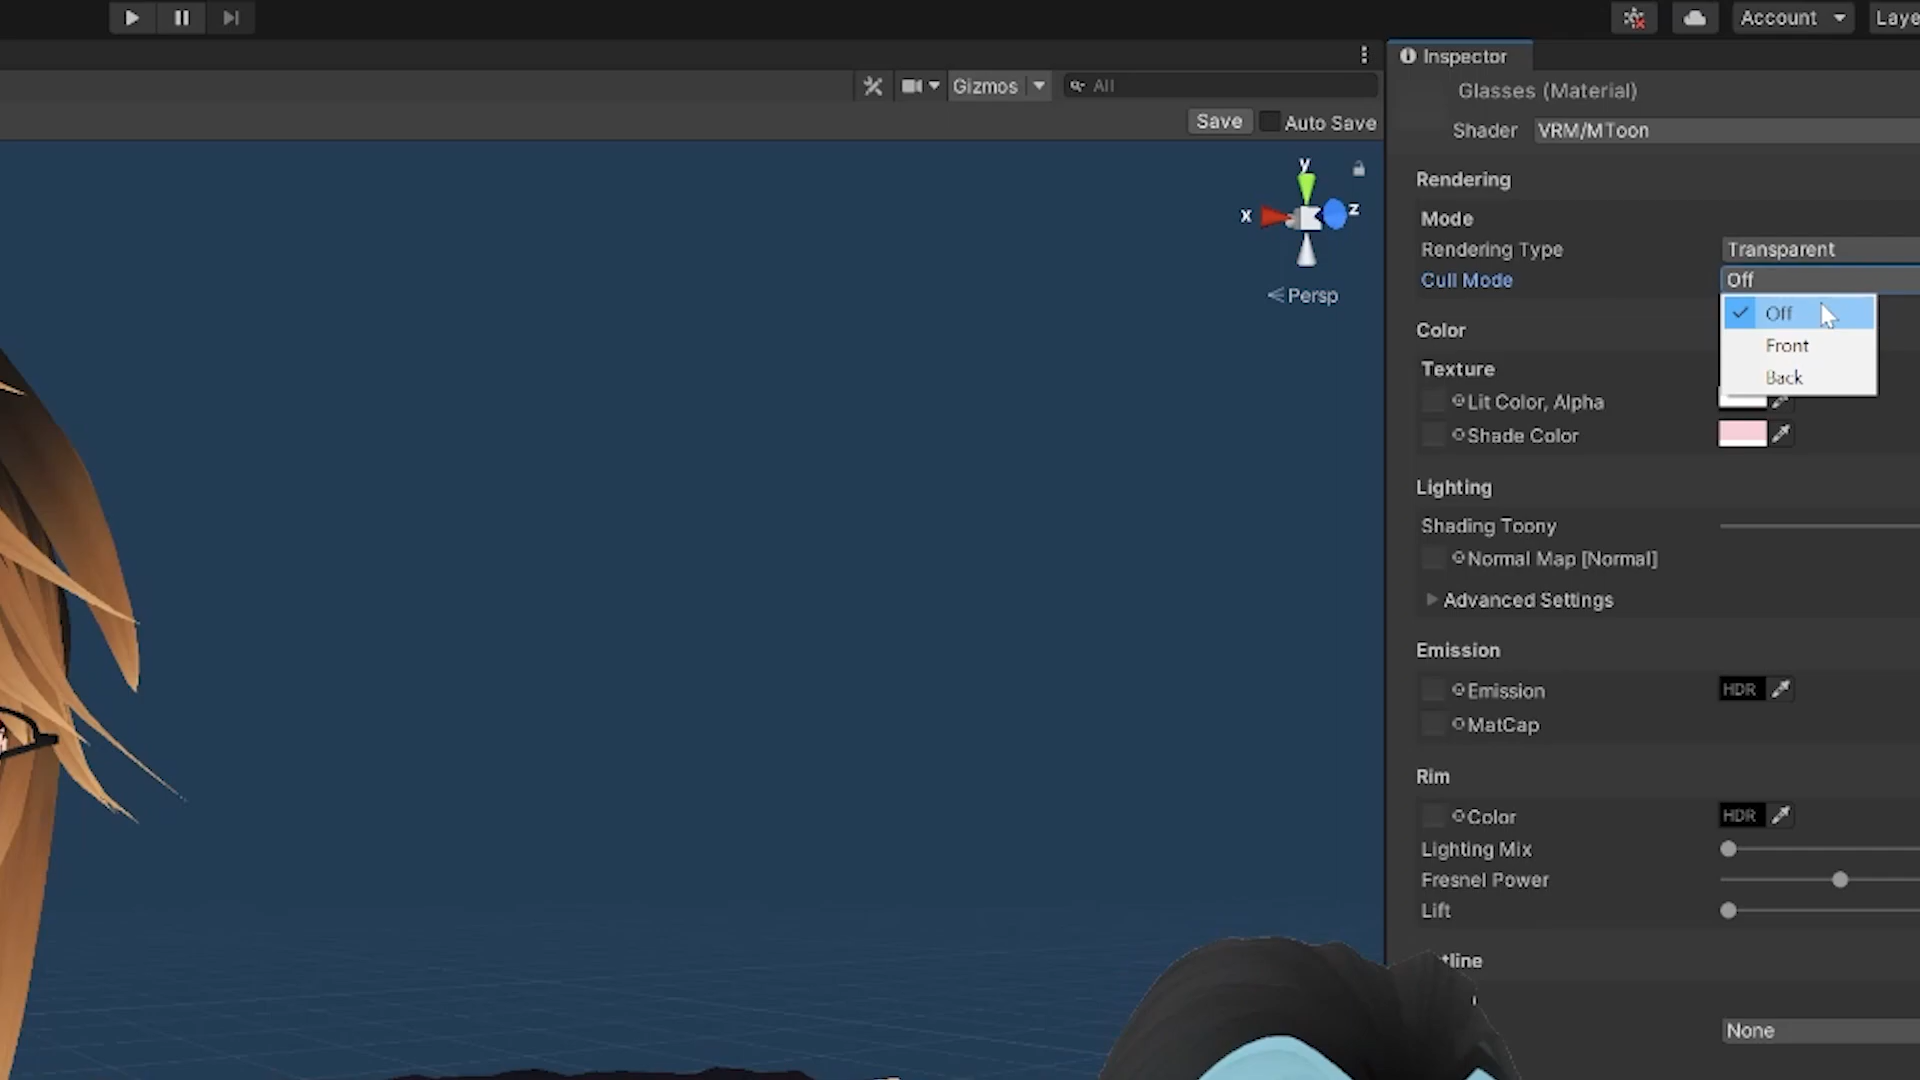 Account
Laye
Inspector
Gizmos
All
Glasses (Material)
Save
Auto Save
Shader
VRM/MToon
y
x
z
Persp
Rendering
Mode
Rendering Type
Transparent
Cull Mode
Off
Off
Front
Back
Color
Texture
Lit Color, Alpha
Shade Color
Lighting
Shading Toony
Normal Map [Normal]
Advanced Settings
Emission
Emission
HDR
MatCap
Rim
Color
HDR
Lighting Mix
Fresnel Power
Lift
tline
None